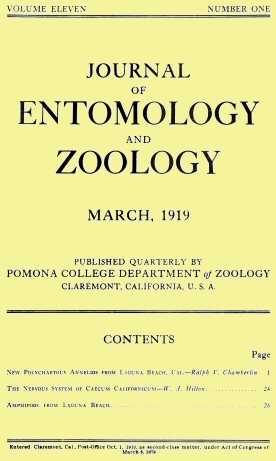 VOLUME ELEVEN NUMBER ONE
JOURNAL
OF
ENTOMOLOGY
AND
ZOOLOGY
MARCH, 1919
PUBLISHED QUARTERLY BY
POMONA COLLEGE DEPARTMENT of ZOOLOGY
CLAREMONT, CALIFORNIA, U. S. A.
CONTENTS
Page
New Polychaetous Annelids from Laguna Beach, Cal.—Ralph V. Chamberlin 1
The Nervous System of Caecum Californicum—W. A. Hilton 24
Amphipods from Laguna Beach 26
Entered Claremont, Cal., Post-Office Oct. 1, 1910, as second-class matter, under Act of Congress of
March 3, 1879